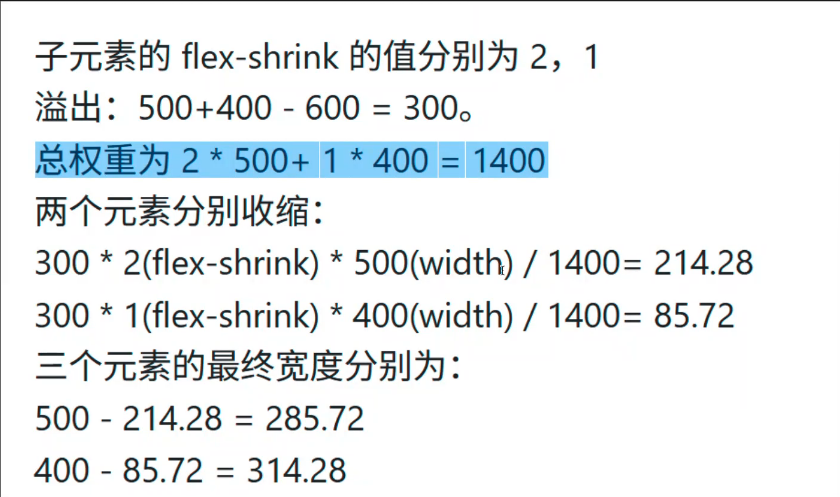 子元素的 flex-shrink 的值分别为 2，1
溢出：500+400 - 600 = 300。
总权重为 2 * 500+ 1 * 400 = 1400
两个元素分别收缩：
300 * 2(flex-shrink) * 500(width) / 1400= 214.28
300 * 1(flex-shrink) * 400(width) / 1400= 85.72
三个元素的最终宽度分别为：
500 - 214.28 = 285.72
400 - 85.72 = 314.28